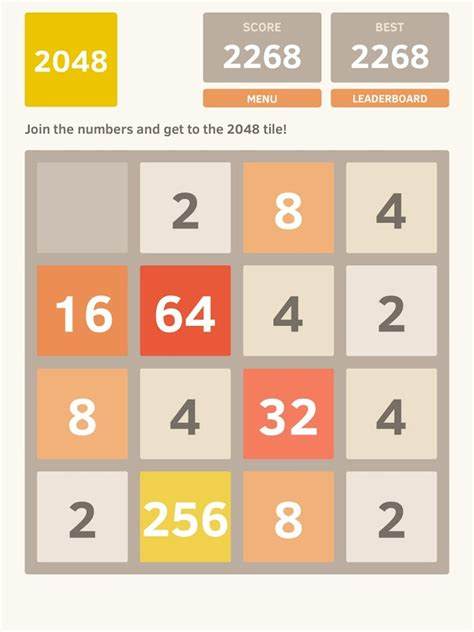 2048
SCORE
2268
BEST
2268
MENU
LEADERBOARD
Join the numbers and get to the 2048 tile!
2 8 4
16 64 4 2
8 4 32 4
2 256 8 2